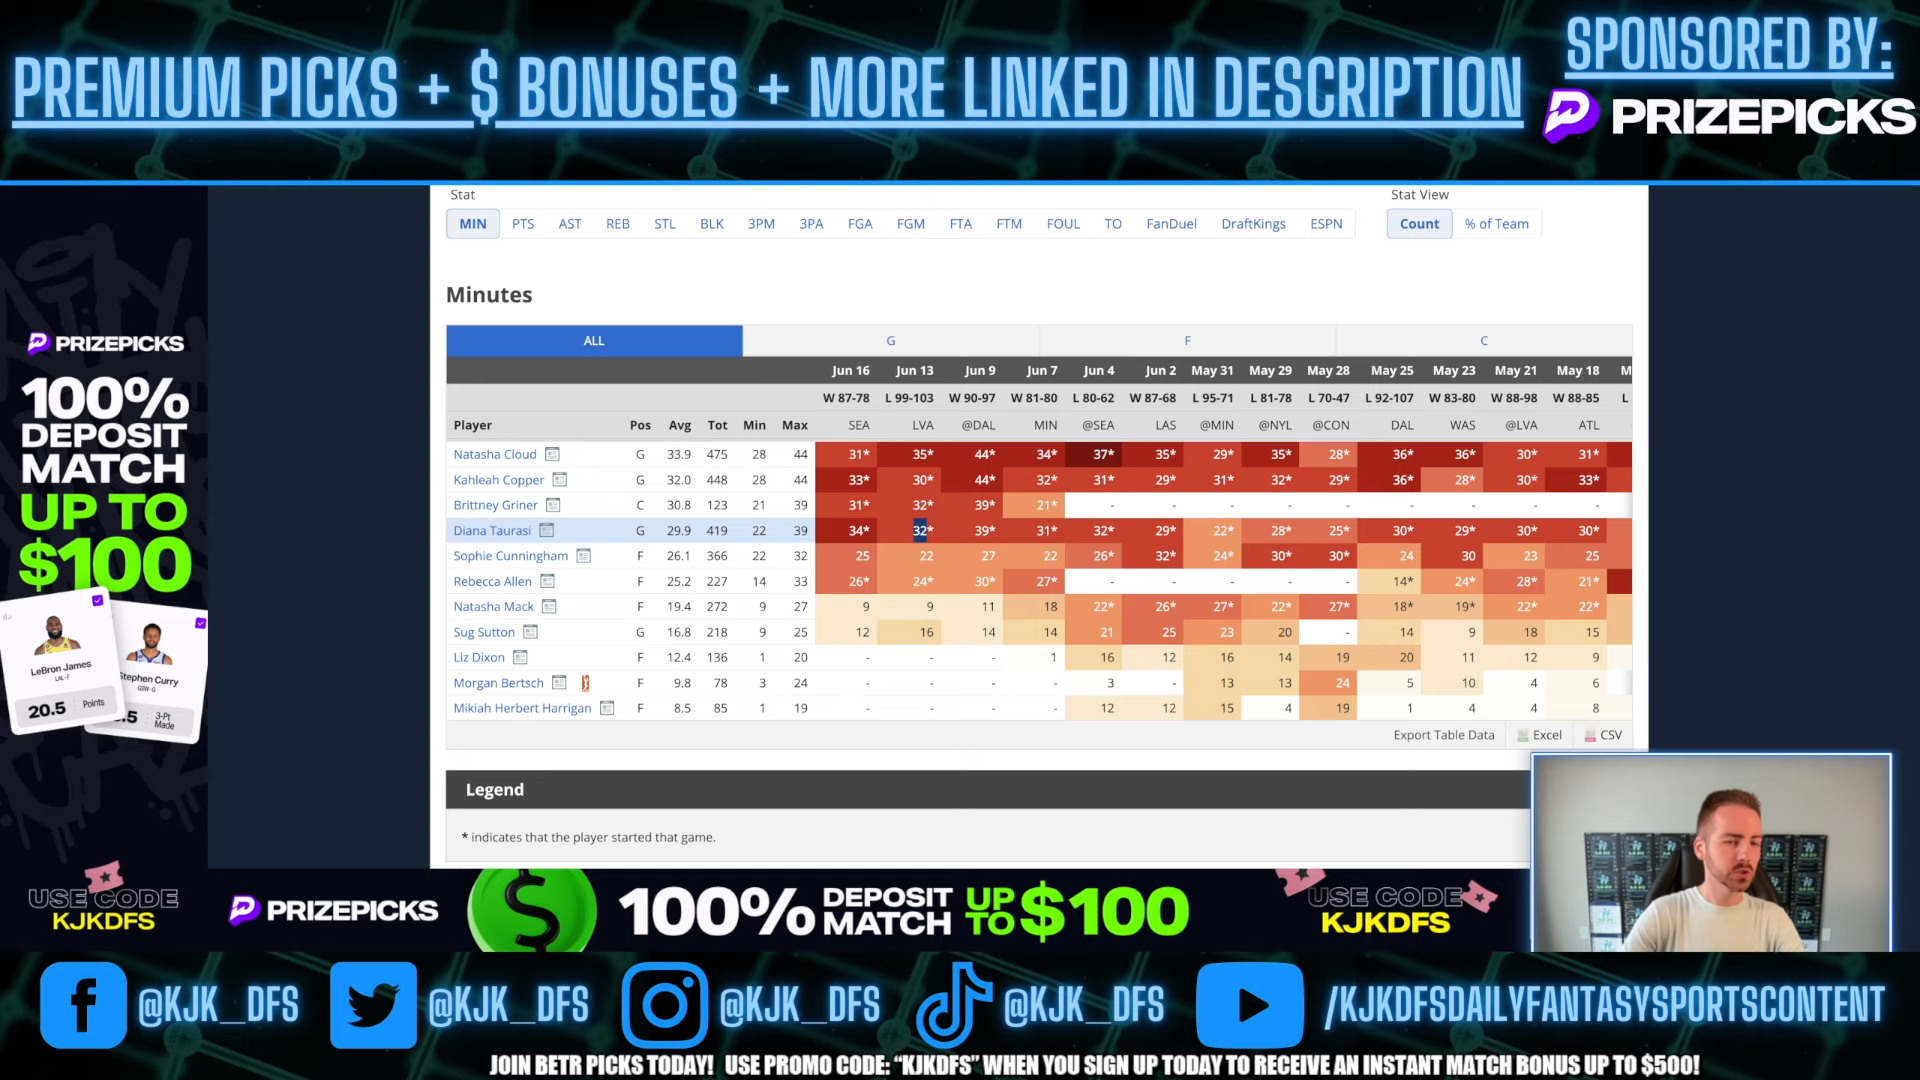 PREMIUM PICKS + $ BONUSES + MORE LINKED IN DESCRIPTION
SPONSORED BY:
PRIZEPICKS
Stat
Stat View
MIN PTS AST REB STL BLK 3PM 3PA FGA FGM FTA FTM FOUL TO FanDuel DraftKings ESPN
Count % of Team
Minutes
ALL G F C
Jun 16 Jun 13 Jun 9 Jun 7 Jun 4 Jun 2 May 31 May 29 May 28 May 25 May 23 May 21 May 18 M
W 87-78 L 99-103 W 90-97 W 81-80 L 80-62 W 87-68 L 95-71 L 81-78 L 70-47 L 92-107 W 83-80 W 88-98 W 88-85 L
Player Pos Avg Tot Min Max SEA LVA @DAL MIN @SEA LAS @MIN @NYL @CON DAL WAS @LVA ATL
Natasha Cloud G 33.9 475 28 44 31* 35* 44* 34* 37* 35* 29* 35* 28* 36* 36* 30* 31*
Kahleah Copper G 32.0 448 28 44 33* 30* 44* 32* 31* 29* 31* 32* 29* 36* 28* 30* 33*
Brittney Griner C 30.8 123 21 39 31* 32* 39* 21* - - - - - - - - -
Diana Taurasi G 29.9 419 22 39 34* 32* 39* 31* 32* 29* 22* 28* 25* 30* 29* 30* 30*
Sophie Cunningham F 26.1 366 22 32 25 22 27 22 26* 32* 24* 30* 30* 24 30 23 25
Rebecca Allen F 25.2 227 14 33 26* 24* 30* 27* - - - - - 14* 24* 28* 21*
Natasha Mack F 19.4 272 9 27 9 9 11 18 22* 26* 27* 22* 27* 18* 19* 22* 22*
Sug Sutton G 16.8 218 9 25 12 16 14 14 21 25 23 20 - 14 9 18 15
Liz Dixon F 12.4 136 1 20 - - - 1 16 12 16 14 19 20 11 12 9
Morgan Bertsch F 9.8 78 3 24 - - - - 3 - 13 13 24 5 10 4 6
Mikiah Herbert Harrigan F 8.5 85 1 19 - - - - 12 12 15 4 19 1 4 4 8
Export Table Data Excel CSV
Legend
* indicates that the player started that game.
PRIZEPICKS
100%
DEPOSIT
MATCH
UP TO
$100
LeBron James
LAL-F
20.5 Points
Stephen Curry
GSW-G
.5 3-Pt
Made
USE CODE
KJKDFS
PRIZEPICKS
100% DEPOSIT
MATCH
UP
TO $100
USE CODE
KJKDFS
@KJK_DFS @KJK_DFS @KJK_DFS @KJK_DFS /KJKDFSDAILYFANTASYSPORTSCONTENT
JOIN BETR PICKS TODAY! USE PROMO CODE: "KJKDFS" WHEN YOU SIGN UP TODAY TO RECEIVE AN INSTANT MATCH BONUS UP TO $500!